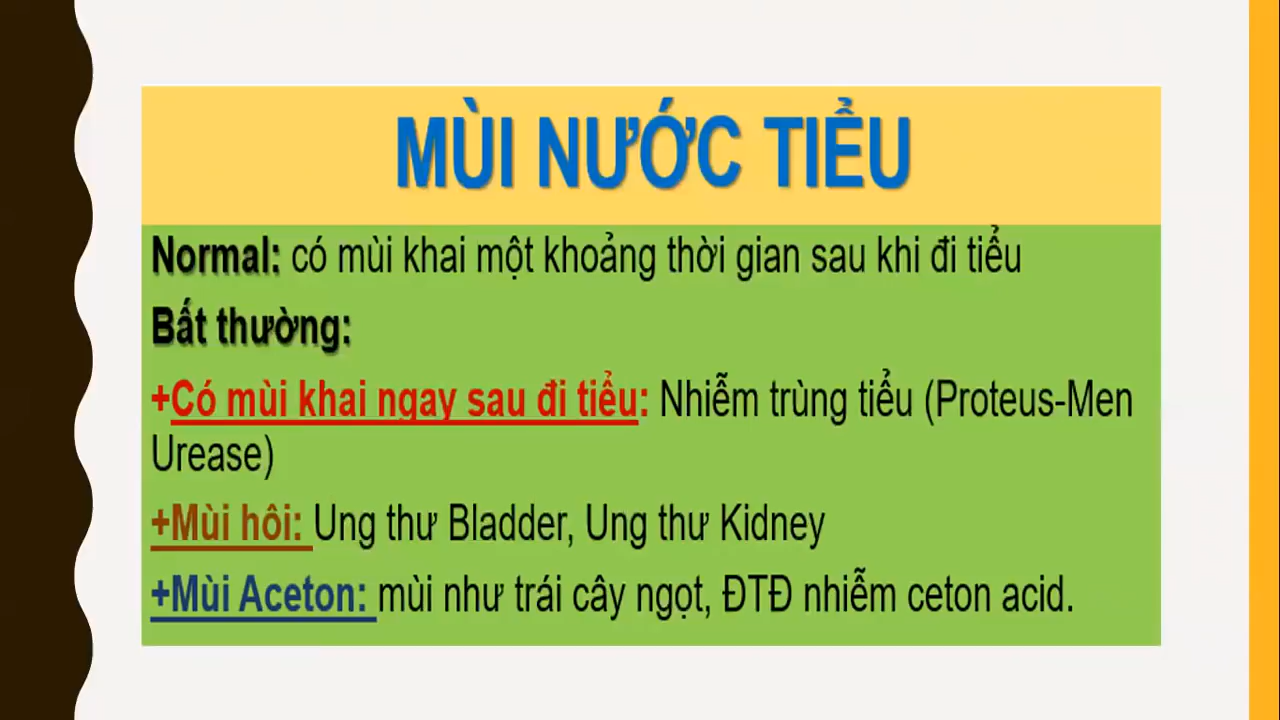 MÙI NƯỚC TIỂU
Normal: có mùi khai một khoảng thời gian sau khi đi tiểu
Bất thường:
+Có mùi khai ngay sau đi tiểu: Nhiễm trùng tiểu (Proteus-Men
Urease)
+Mùi hôi: Ung thư Bladder, Ung thư Kidney
+Mùi Aceton: mùi như trái cây ngọt, ĐTĐ nhiễm ceton acid.